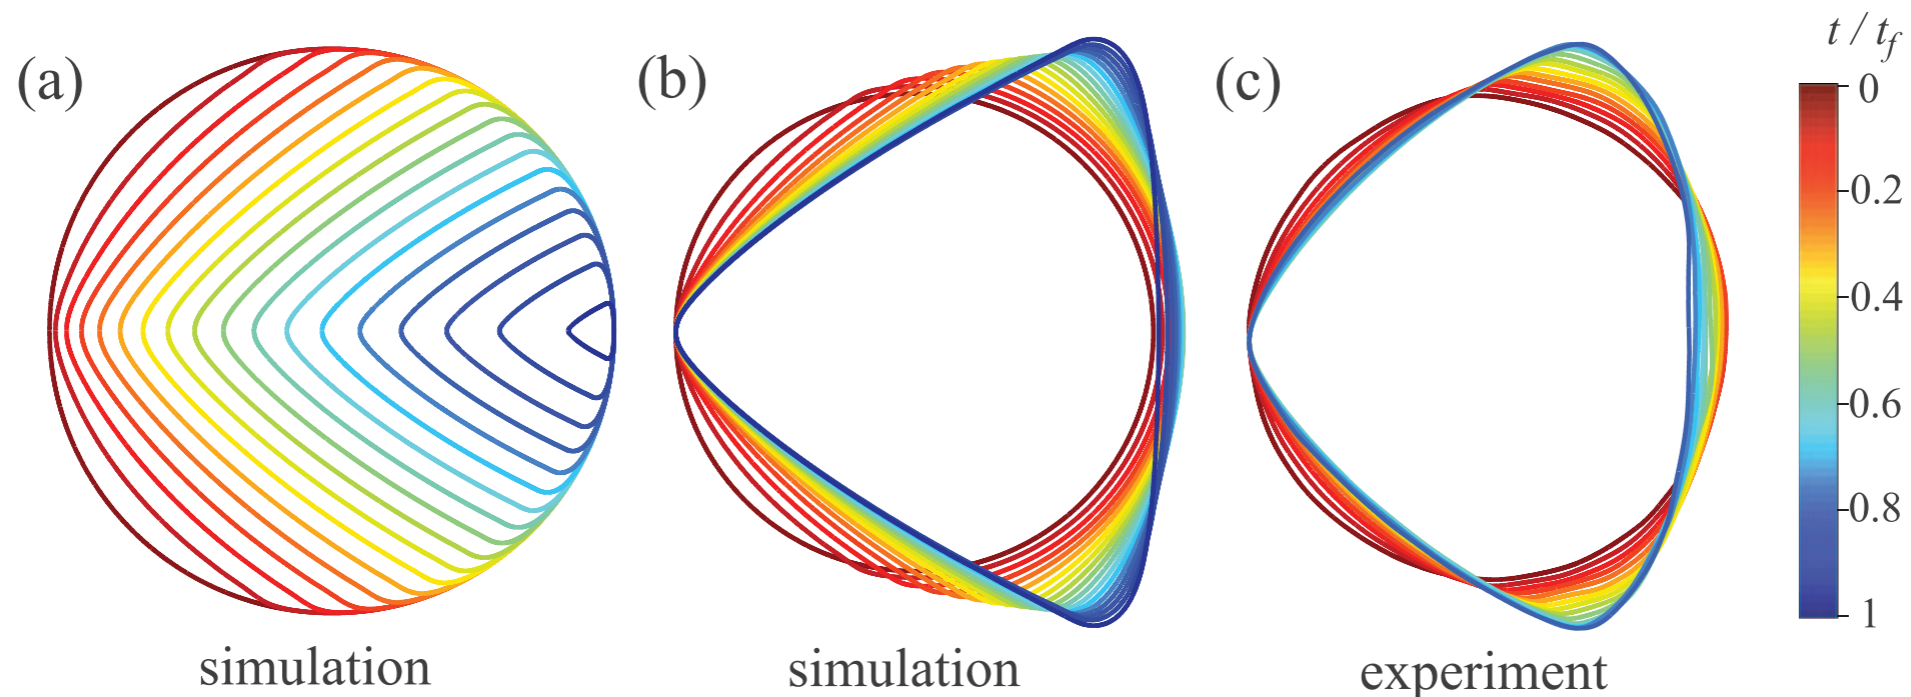 (a)
(b)
(c)
t / t_f
0
0.2
0.4
0.6
0.8
1
simulation
simulation
experiment